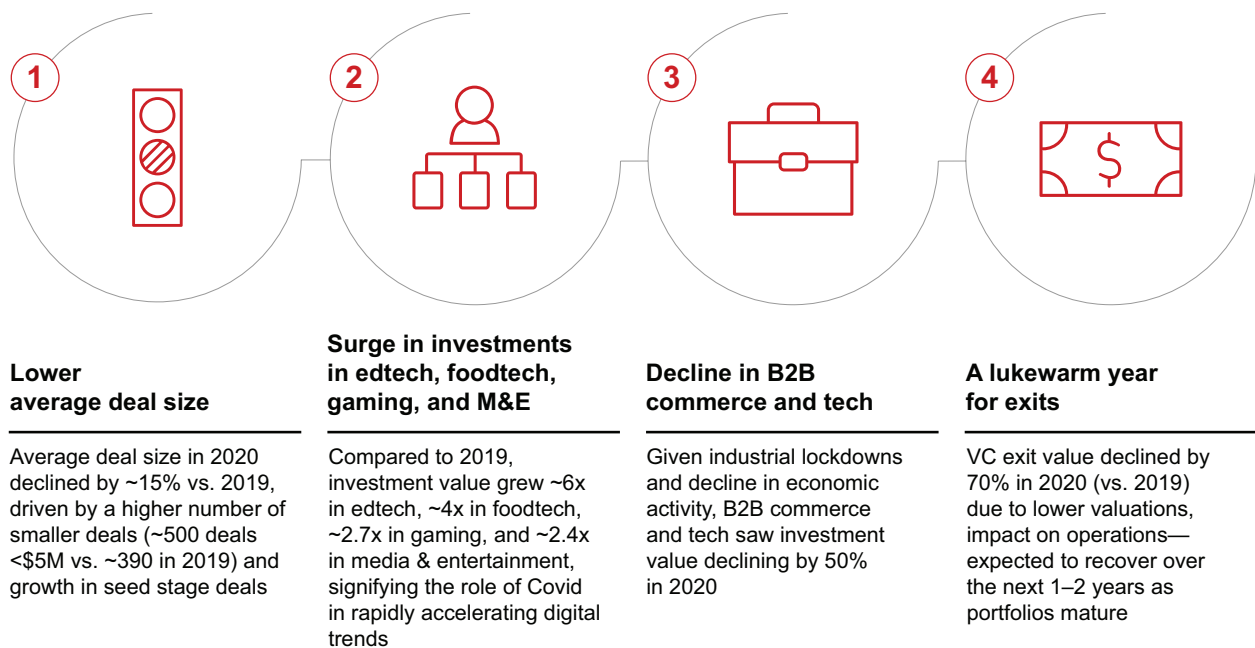 1
Lower
average deal size
Average deal size in 2020
declined by ~15% vs. 2019,
driven by a higher number of
smaller deals (~500 deals
<$5M vs. ~390 in 2019) and
growth in seed stage deals
2
Surge in investments
in edtech, foodtech,
gaming, and M&E
Compared to 2019,
investment value grew ~6x
in edtech, ~4x in foodtech,
~2.7x in gaming, and ~2.4x
in media & entertainment,
signifying the role of Covid
in rapidly accelerating digital
trends
3
Decline in B2B
commerce and tech
Given industrial lockdowns
and decline in economic
activity, B2B commerce
and tech saw investment
value declining by 50%
in 2020
4
$
A lukewarm year
for exits
VC exit value declined by
70% in 2020 (vs. 2019)
due to lower valuations,
impact on operations—
expected to recover over
the next 1–2 years as
portfolios mature